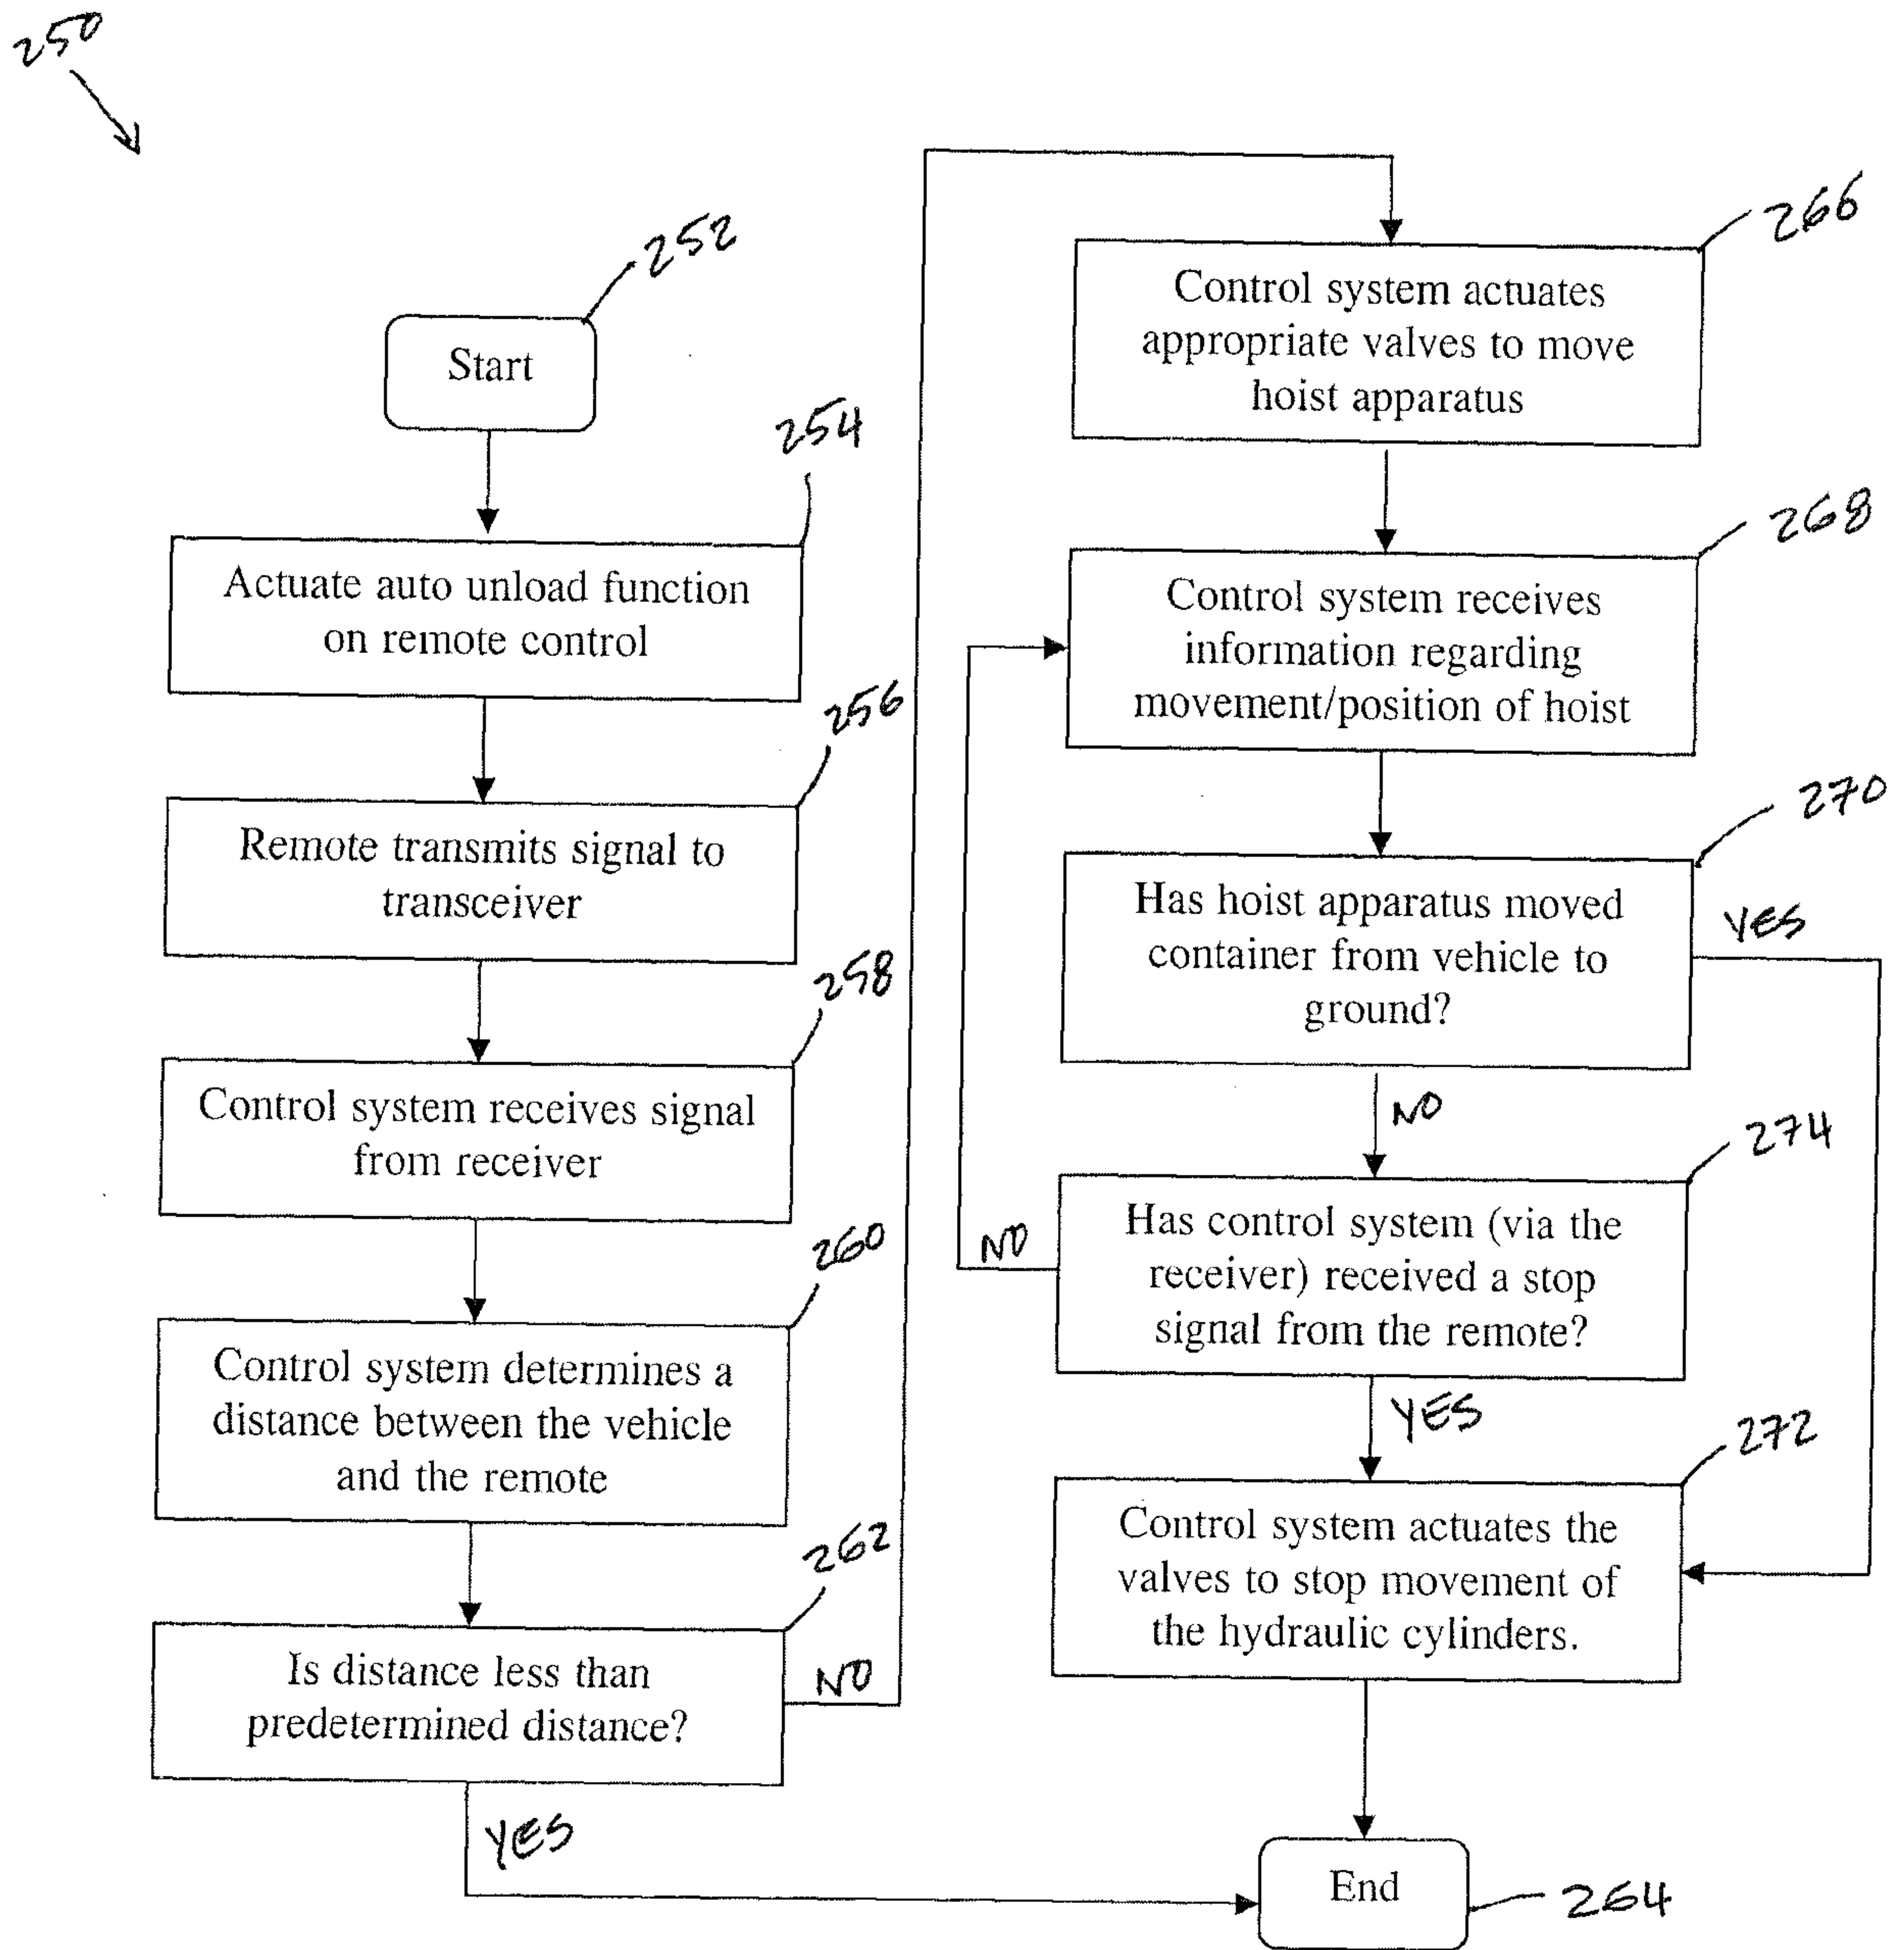 250
252
Start
254
Actuate auto unload function
on remote control
256
Remote transmits signal to
transceiver
258
Control system receives signal
from receiver
260
Control system determines a
distance between the vehicle
and the remote
262
Is distance less than
predetermined distance?
NO
YES
266
Control system actuates
appropriate valves to move
hoist apparatus
268
Control system receives
information regarding
movement/position of hoist
270
Has hoist apparatus moved
container from vehicle to
ground?
YES
NO
274
Has control system (via the
receiver) received a stop
signal from the remote?
NO
YES
272
Control system actuates the
valves to stop movement of
the hydraulic cylinders.
End
264